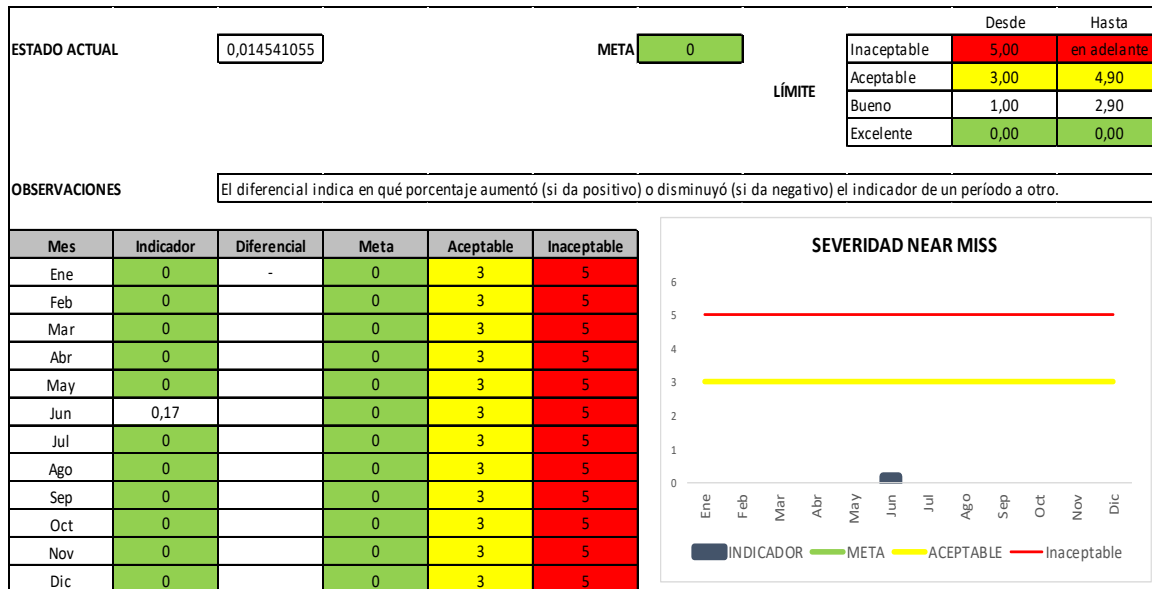 Desde Hasta
ESTADO ACTUAL 0,014541055 META 0 Inaceptable 5,00 en adelante
LÍMITE Aceptable 3,00 4,90
Bueno 1,00 2,90
Excelente 0,00 0,00
OBSERVACIONES El diferencial indica en qué porcentaje aumentó (si da positivo) o disminuyó (si da negativo) el indicador de un período a otro.
Mes Indicador Diferencial Meta Aceptable Inaceptable
Ene 0 - 0 3 5
Feb 0 0 3 5
Mar 0 0 3 5
Abr 0 0 3 5
May 0 0 3 5
Jun 0,17 0 3 5
Jul 0 0 3 5
Ago 0 0 3 5
Sep 0 0 3 5
Oct 0 0 3 5
Nov 0 0 3 5
Dic 0 0 3 5
SEVERIDAD NEAR MISS
6
5
4
3
2
1
0
Ene Feb Mar Abr May Jun Jul Ago Sep Oct Nov Dic
INDICADOR META ACEPTABLE Inaceptable